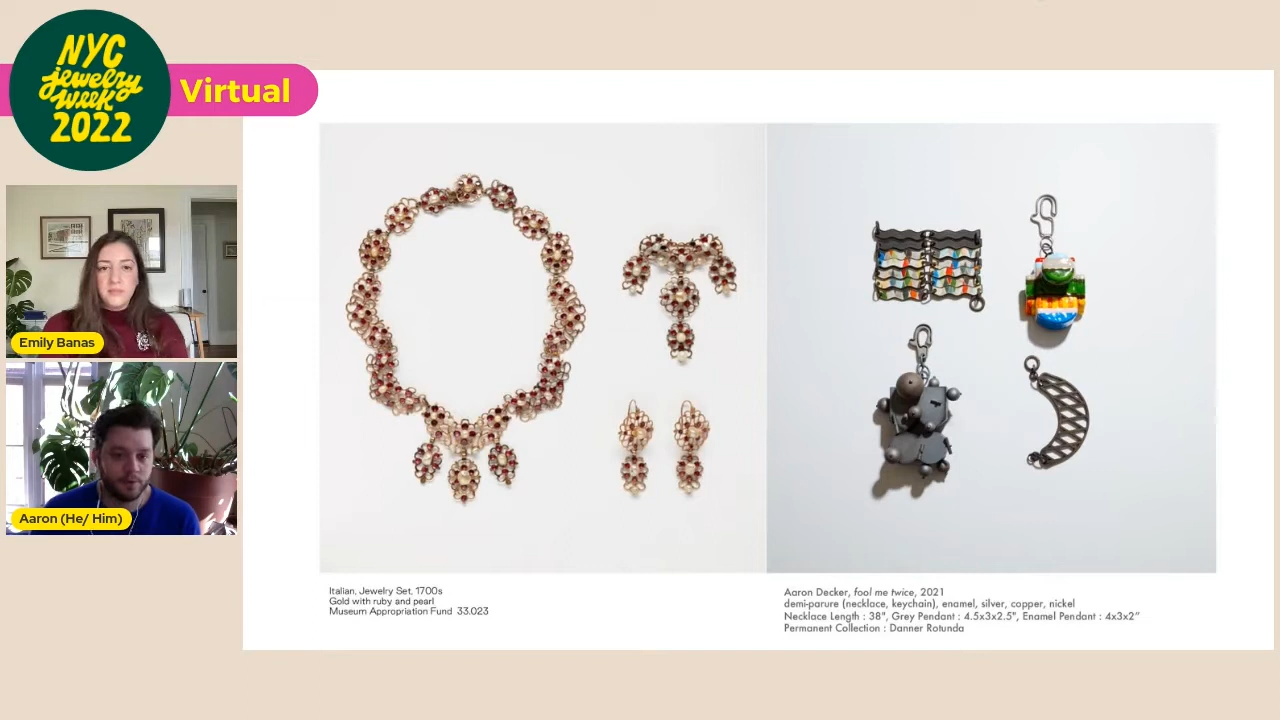 NYC
jewelry
week
2022
Virtual
Emily Banas
Aaron (He/ Him)
Italian, Jewelry Set, 1700s
Gold with ruby and pearl
Museum Appropriation Fund 33.023
Aaron Decker, fool me twice, 2021
demi-parure (necklace, keychain), enamel, silver, copper, nickel
Necklace Length : 38", Grey Pendant : 4.5x3x2.5", Enamel Pendant : 4x3x2"
Permanent Collection : Danner Rotunda